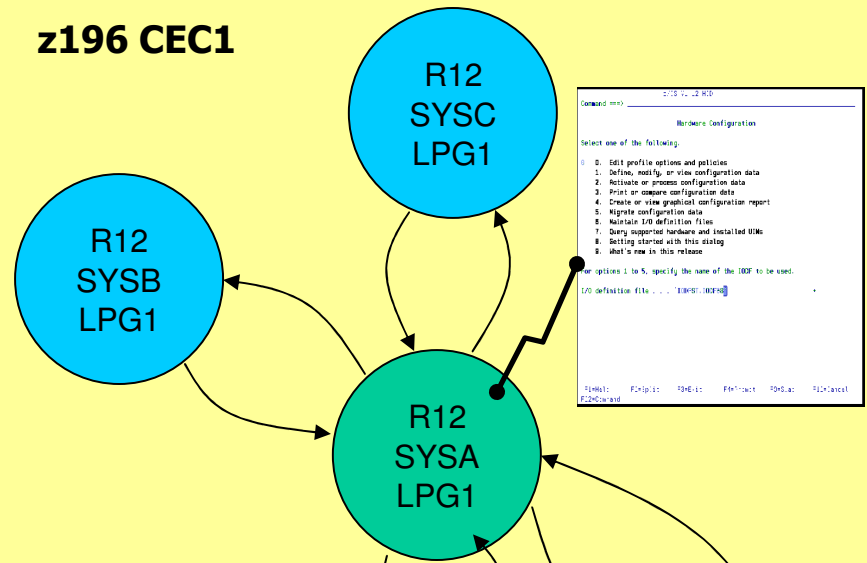 z196 CEC1
R12
SYSC
LPG1
R12
SYSB
LPG1
R12
SYSA
LPG1
Command ===>
Hardware Configuration
Select one of the following.
0. Edit profile options and policies
1. Define, modify, or view configuration data
2. Activate or process configuration data
3. Print or compare configuration data
4. Create or view graphical configuration report
5. Migrate configuration data
6. Maintain I/O definition files
7. Query supported hardware and installed UIMs
8. Getting started with this dialog
9. What's new in this release
For options 1 to 5, specify the name of the IODF to be used.
I/O definition file . . .
+